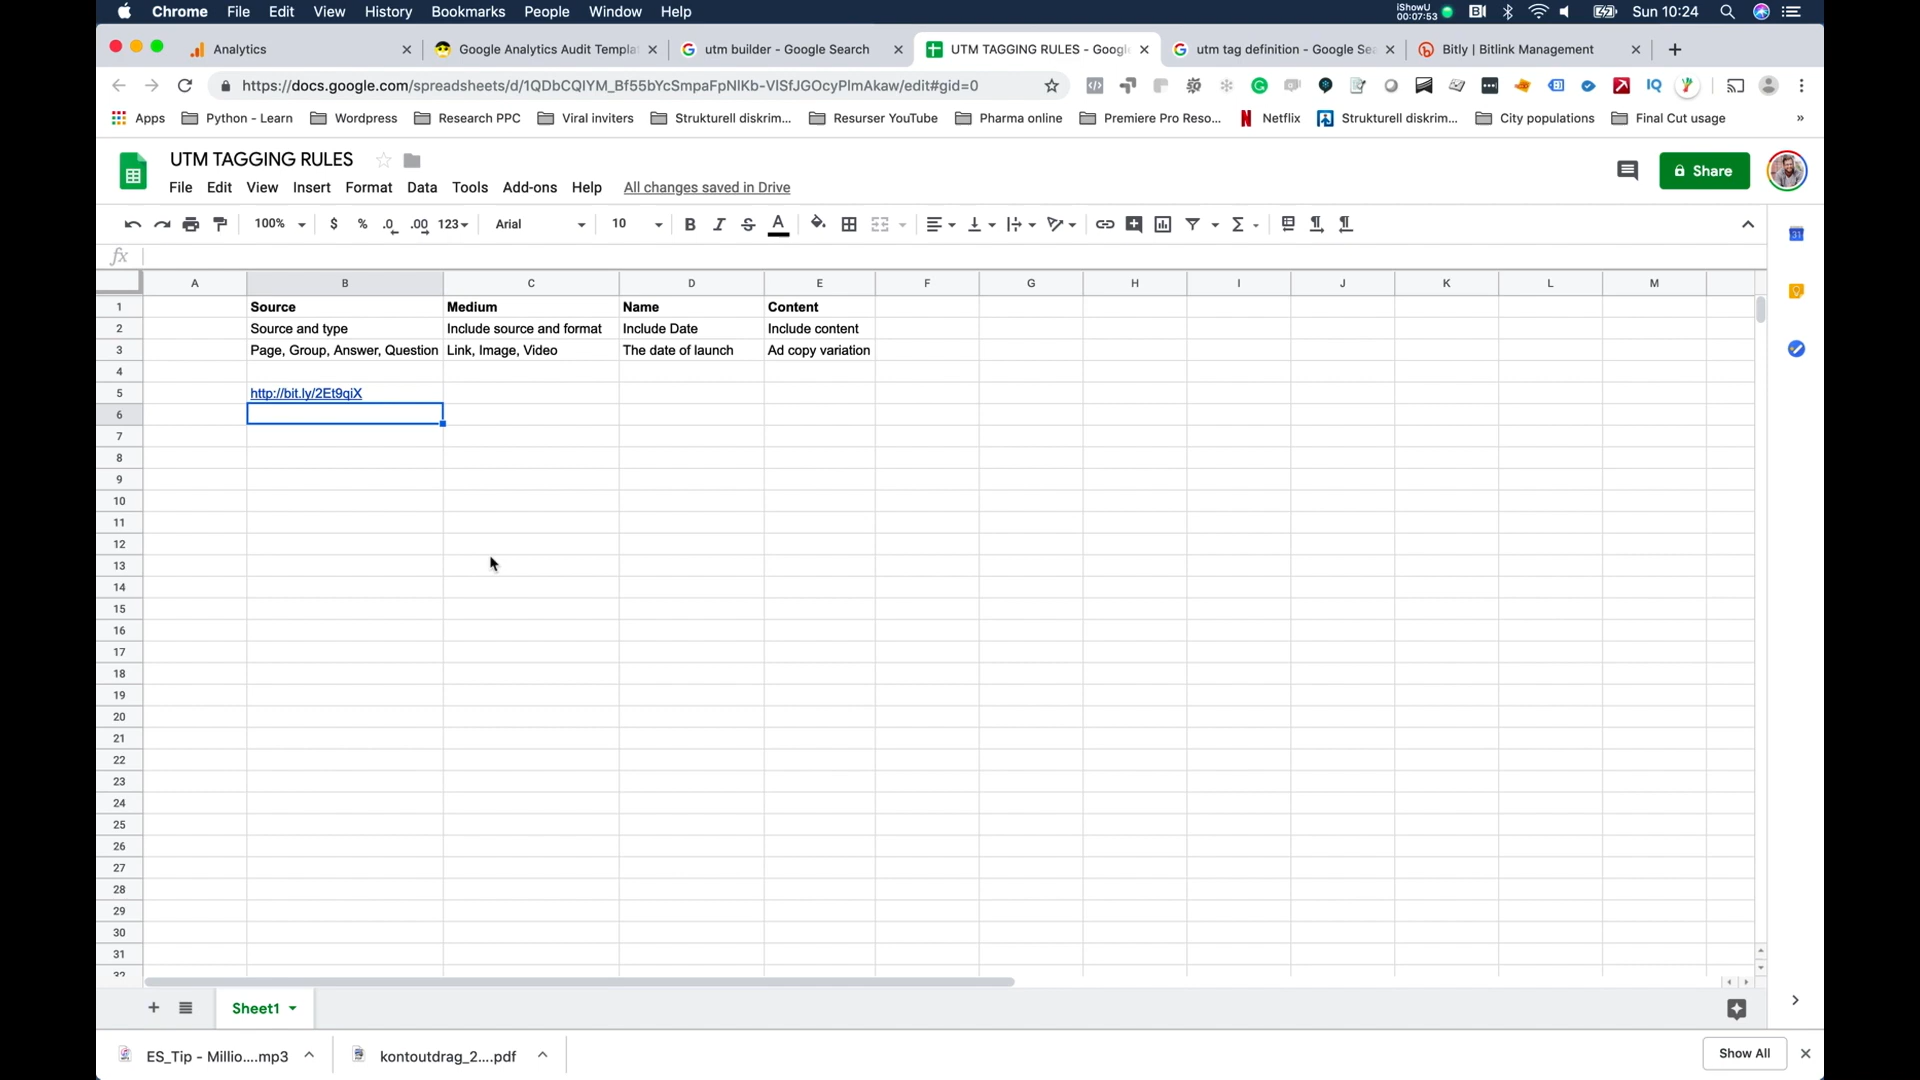 Chrome File Edit View History Bookmarks People Window Help iShowU 00:07:53 Sun 10:24
Analytics Google Analytics Audit Templa utm builder - Google Search UTM TAGGING RULES - Googl utm tag definition - Google Sea Bitly | Bitlink Management
https://docs.google.com/spreadsheets/d/1QDbCQIYM_Bf55bYcSmpaFpNIKb-VlSfJGOcyPlmAkaw/edit#gid=0 IQ
Apps Python - Learn Wordpress Research PPC Viral inviters Strukturell diskrim... Resurser YouTube Pharma online Premiere Pro Reso... Netflix Strukturell diskrim... City populations Final Cut usage »
UTM TAGGING RULES
Share
File Edit View Insert Format Data Tools Add-ons Help All changes saved in Drive
100% $ % .0 .00 123 Arial 10 B I S A Σ
fx
31
A B C D E F G H I J K L M
1 Source Medium Name Content
2 Source and type Include source and format Include Date Include content
3 Page, Group, Answer, Question Link, Image, Video The date of launch Ad copy variation
4
5 http://bit.ly/2Et9qiX
6
7
8
9
10
11
12
13
14
15
16
17
18
19
20
21
22
23
24
25
26
27
28
29
30
31
32
Sheet1
ES_Tip - Millio....mp3 kontoutdrag_2....pdf Show All